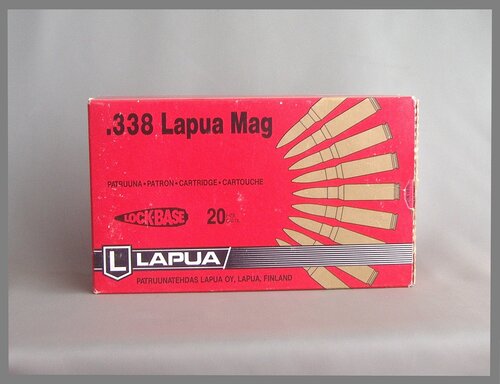 .338 Lapua Mag
PATRUUNA • PATRON • CARTRIDGE • CARTOUCHE
LOCK-BASE
20
L LAPUA
PATRUUNATEHDAS LAPUA OY, LAPUA, FINLAND